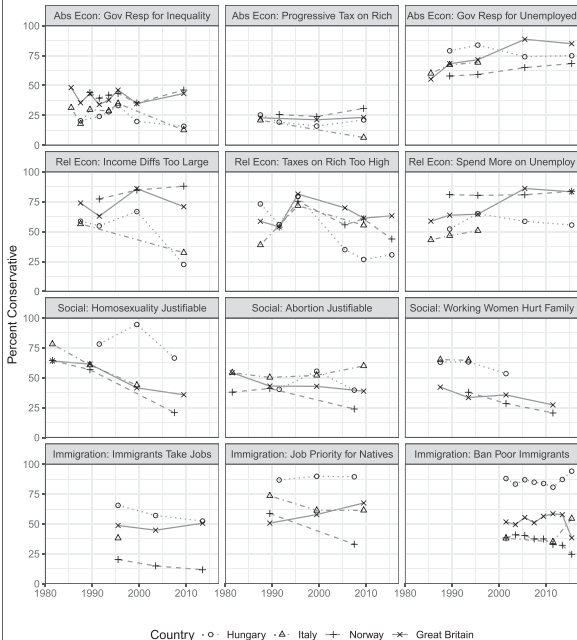 Abs Econ: Gov Resp for Inequality
Abs Econ: Progressive Tax on Rich
Abs Econ: Gov Resp for Unemployed
100
75
50
25
0
Rel Econ: Income Diffs Too Large
Rel Econ: Taxes on Rich Too High
Rel Econ: Spend More on Unemploy
100
75
50
25
0
Percent Conservative
Social: Homosexuality Justifiable
Social: Abortion Justifiable
Social: Working Women Hurt Family
100
75
50
25
0
Immigration: Immigrants Take Jobs
Immigration: Job Priority for Natives
Immigration: Ban Poor Immigrants
100
75
50
25
0
1980 1990 2000 2010 1980 1990 2000 2010 1980 1990 2000 2010
Country Hungary Italy Norway Great Britain